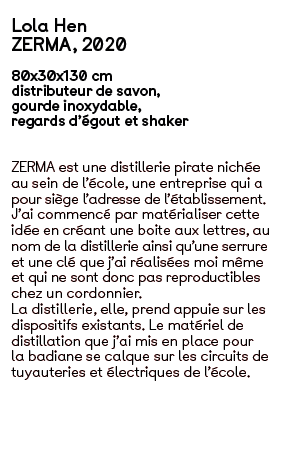 Lola Hen
ZERMA, 2020
80x30x130 cm
distributeur de savon,
gourde inoxydable,
regards d'égout et shaker
ZERMA est une distillerie pirate nichée
au sein de l'école, une entreprise qui a
pour siège l'adresse de l'établissement.
J'ai commencé par matérialiser cette
idée en créant une boîte aux lettres, au
nom de la distillerie ainsi qu'une serrure
et une clé que j'ai réalisées moi même
et qui ne sont donc pas reproductibles
chez un cordonnier.
La distillerie, elle, prend appuie sur les
dispositifs existants. Le matériel de
distillation que j'ai mis en place pour
la badiane se calque sur les circuits de
tuyauteries et électriques de l'école.